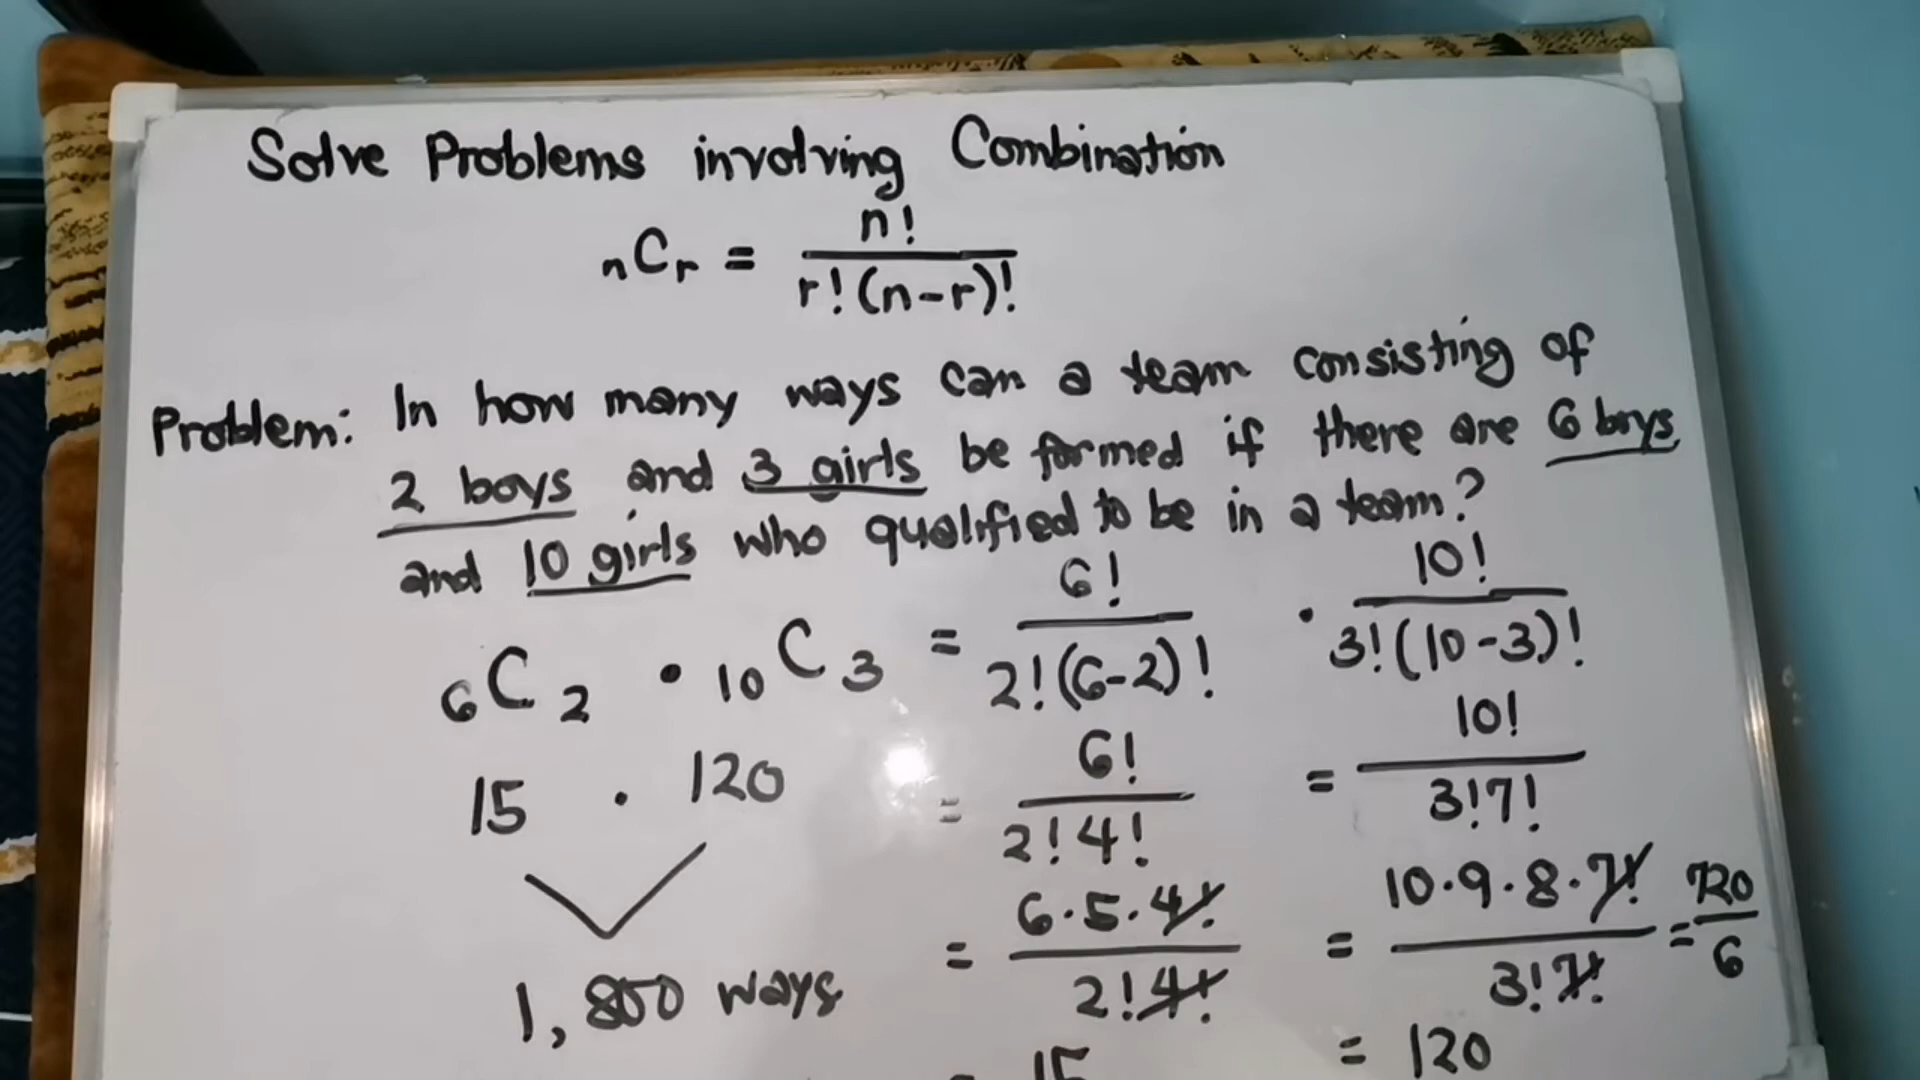 Solve Problems involving Combination
nCr = n! / r!(n-r)!
Problem: In how many ways can a team consisting of
2 boys and 3 girls be formed if there are 6 boys
and 10 girls who qualified to be in a team?
6C2 · 10C3 = 6! / 2!(6-2)! · 10! / 3!(10-3)!
15 · 120 = 6! / 2!4! = 10! / 3!7!
= 6·5·4! / 2!4! = 10·9·8·7! / 3!7! = 720 / 6
1,800 ways
= 15 = 120